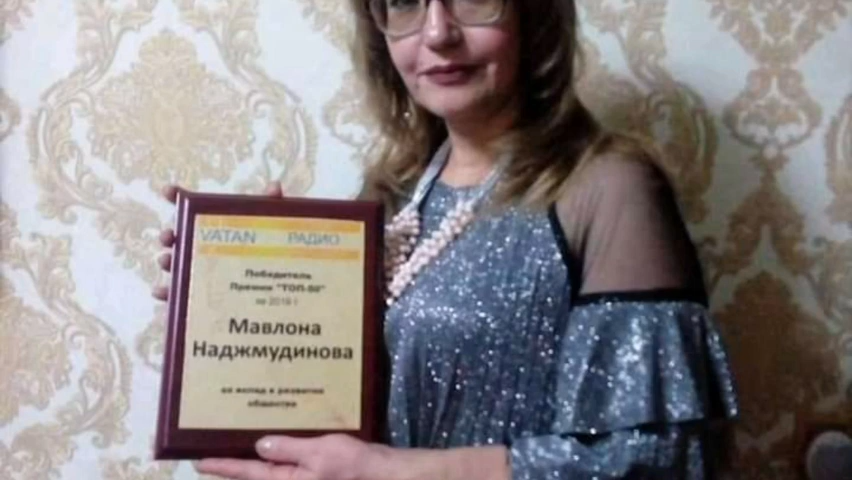 VATAN РАДИО
Победитель
Премии "ТОП-50"
за 2018 г
Мавлона
Наджмудинова
за вклад в развитие
общества